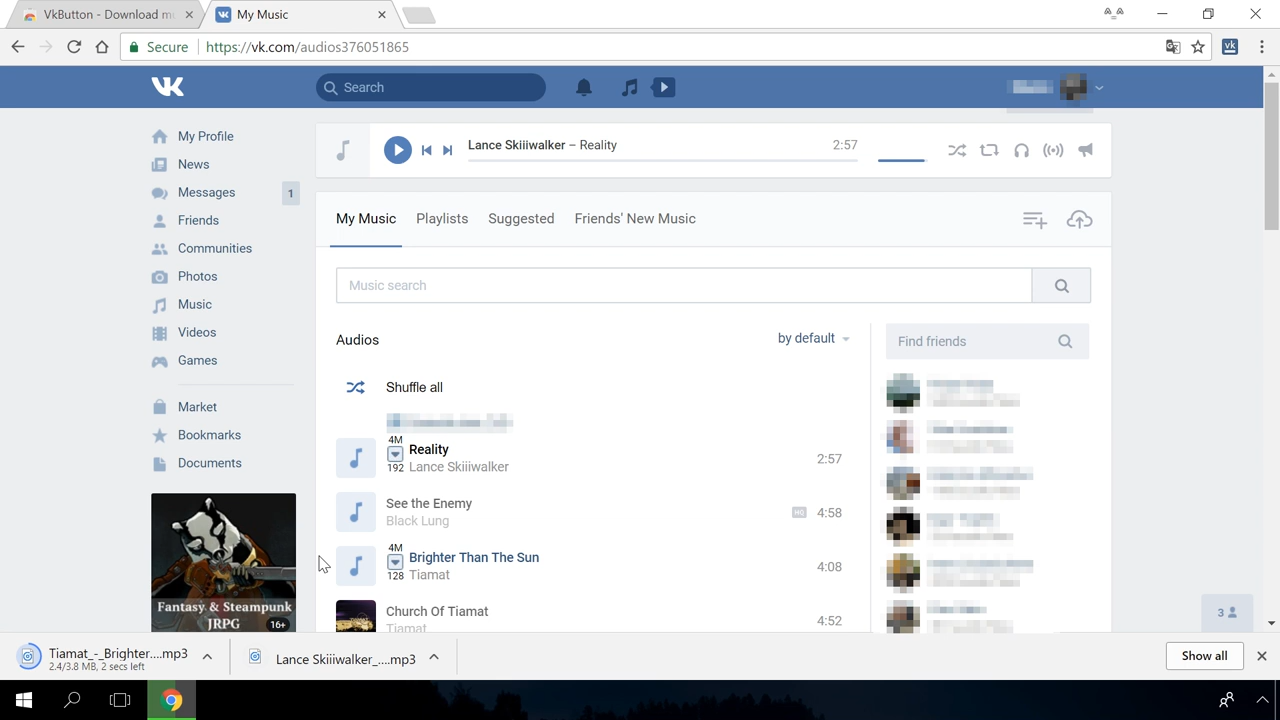 VkButton - Download mu
My Music
Secure
https://vk.com/audios376051865
vk
Search
My Profile
News
Messages
1
Friends
Communities
Photos
Music
Videos
Games
Market
Bookmarks
Documents
Fantasy & Steampunk
JRPG
16+
Lance Skiiiwalker – Reality
2:57
My Music
Playlists
Suggested
Friends' New Music
Music search
Audios
by default
Find friends
Shuffle all
4M
192
Reality
Lance Skiiiwalker
2:57
See the Enemy
Black Lung
HQ
4:58
4M
128
Brighter Than The Sun
Tiamat
4:08
Church Of Tiamat
Tiamat
4:52
3
Tiamat_-_Brighter....mp3
2.4/3.8 MB, 2 secs left
Lance Skiiiwalker_....mp3
Show all